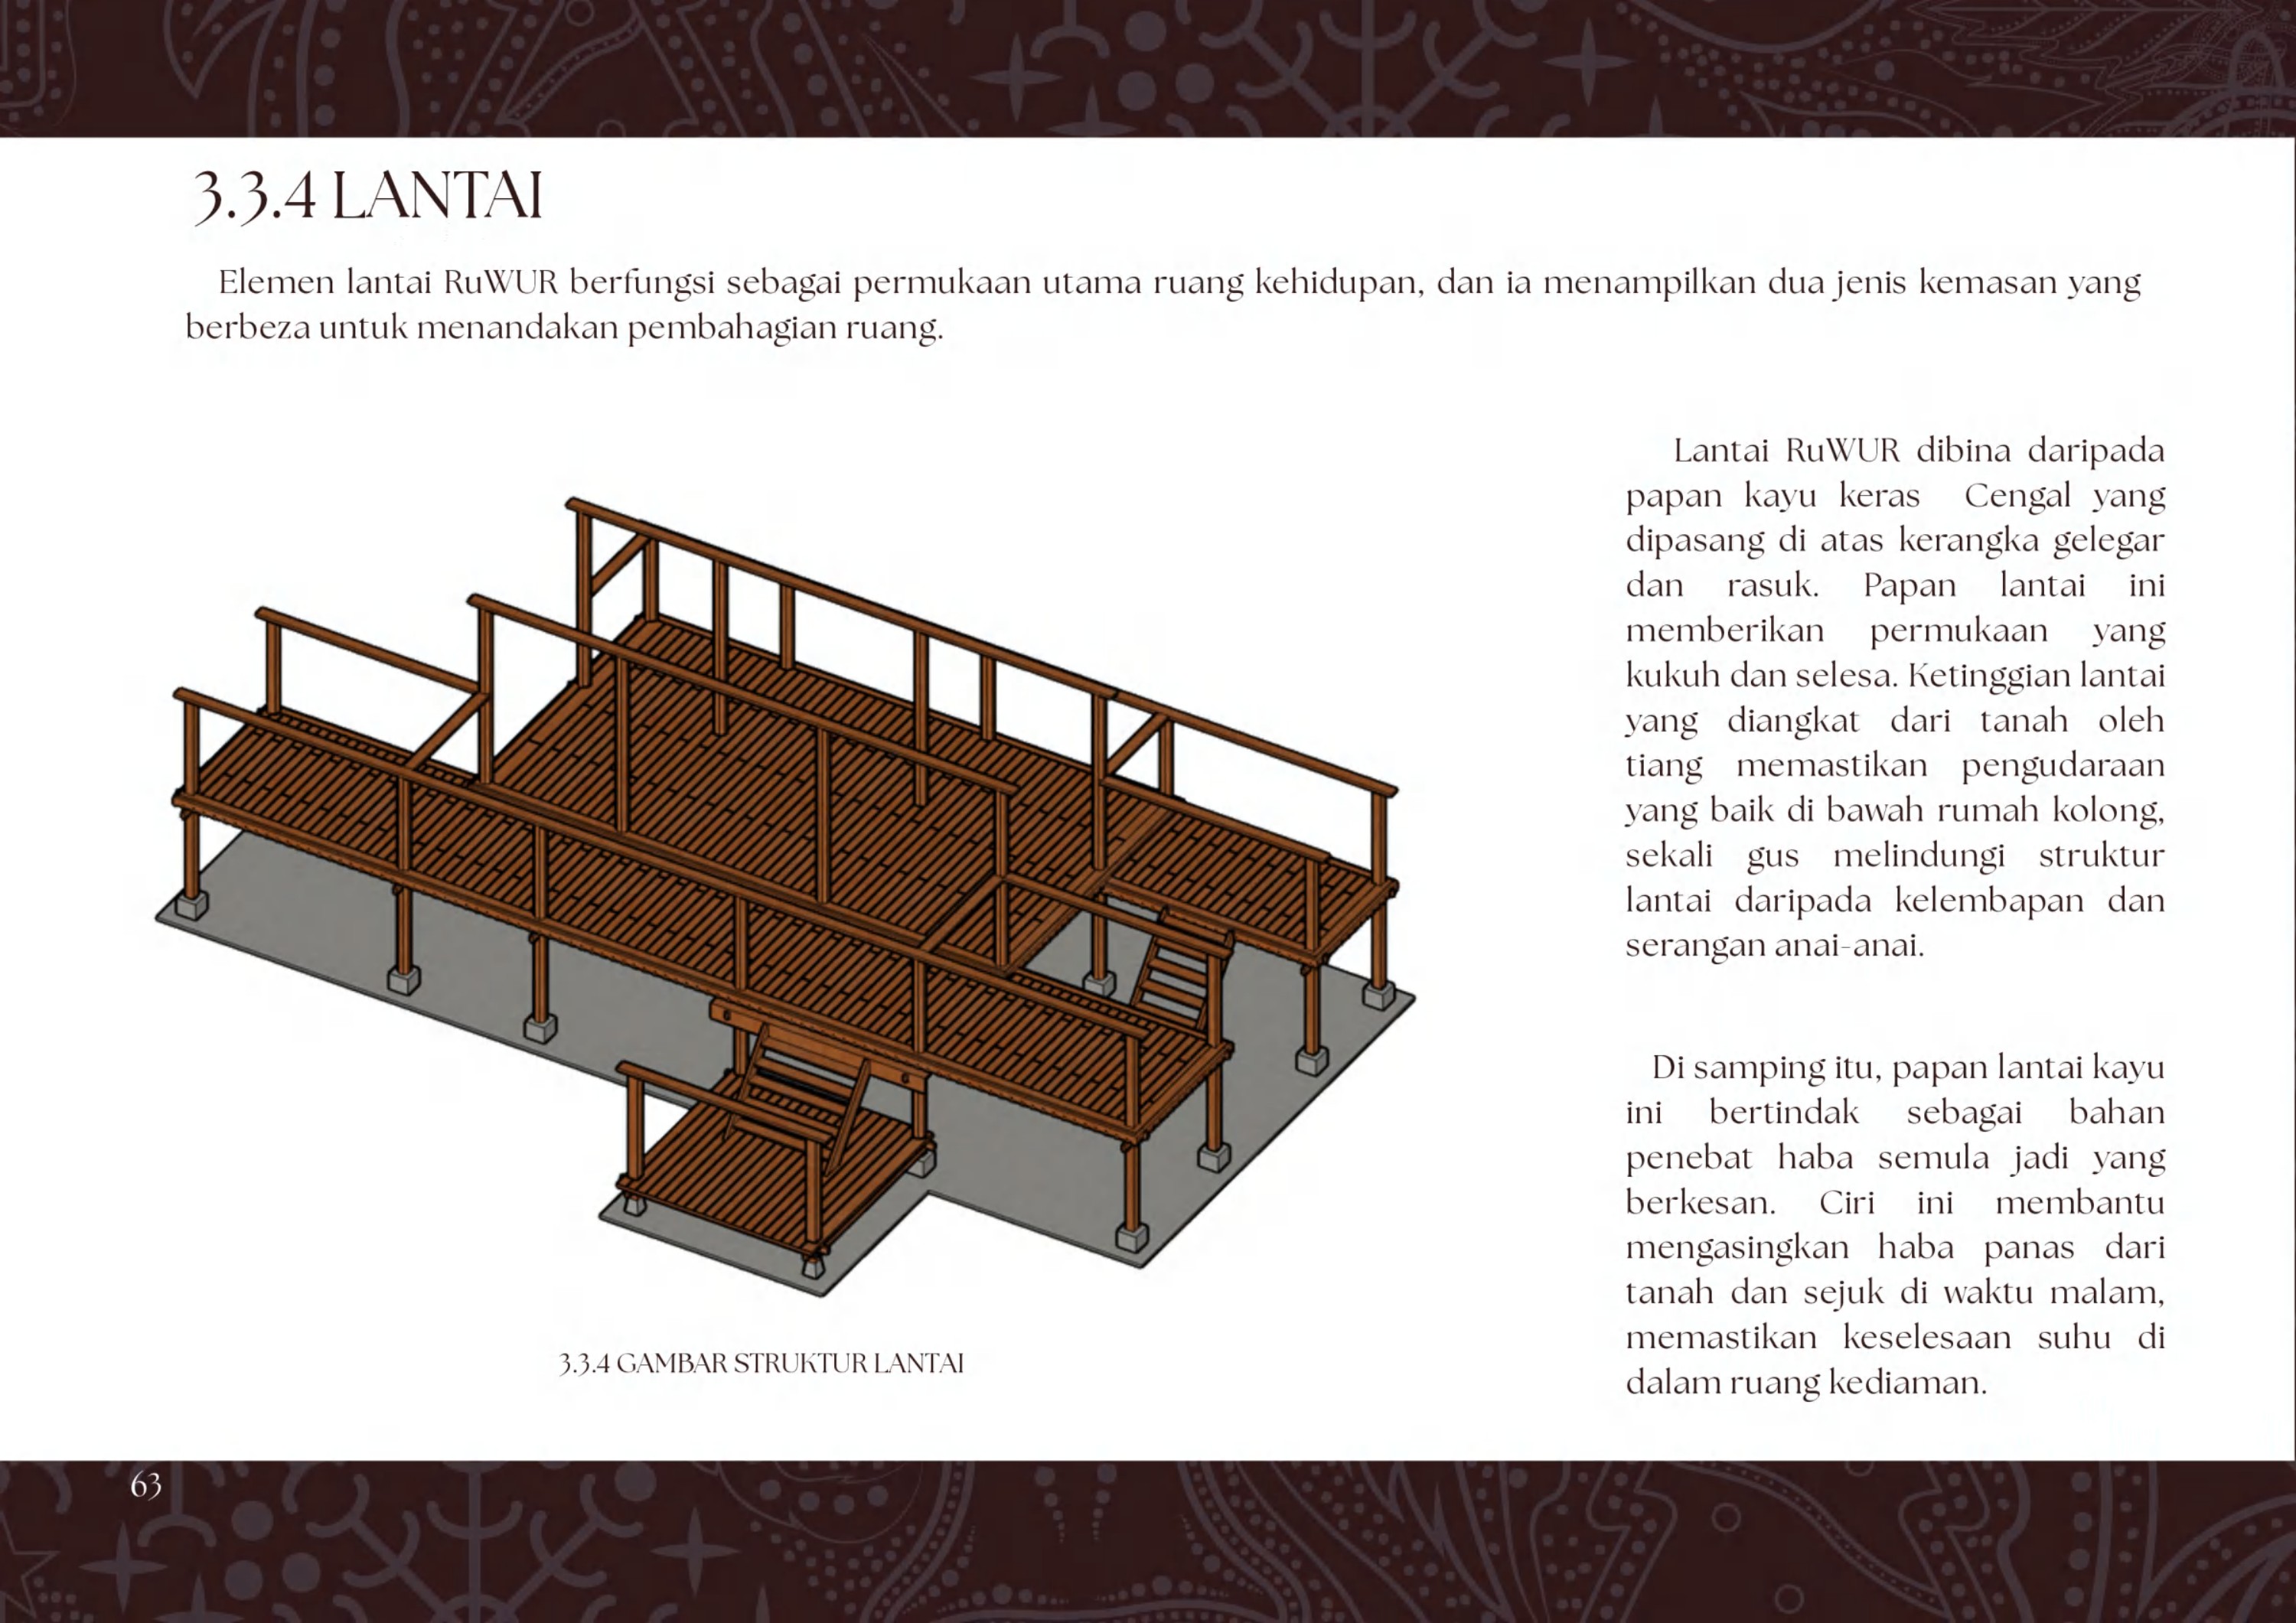 3.3.4 LANTAI
Elemen lantai RuWUR berfungsi sebagai permukaan utama ruang kehidupan, dan ia menampilkan dua jenis kemasan yang
berbeza untuk menandakan pembahagian ruang.
Lantai RuWUR dibina daripada
papan kayu keras Cengal yang
dipasang di atas kerangka gelegar
dan rasuk. Papan lantai ini
memberikan permukaan yang
kukuh dan selesa. Ketinggian lantai
yang diangkat dari tanah oleh
tiang memastikan pengudaraan
yang baik di bawah rumah kolong,
sekali gus melindungi struktur
lantai daripada kelembapan dan
serangan anai-anai.
Di samping itu, papan lantai kayu
ini bertindak sebagai bahan
penebat haba semula jadi yang
berkesan. Ciri ini membantu
mengasingkan haba panas dari
tanah dan sejuk di waktu malam,
memastikan keselesaan suhu di
dalam ruang kediaman.
3.3.4 GAMBAR STRUKTUR LANTAI
63